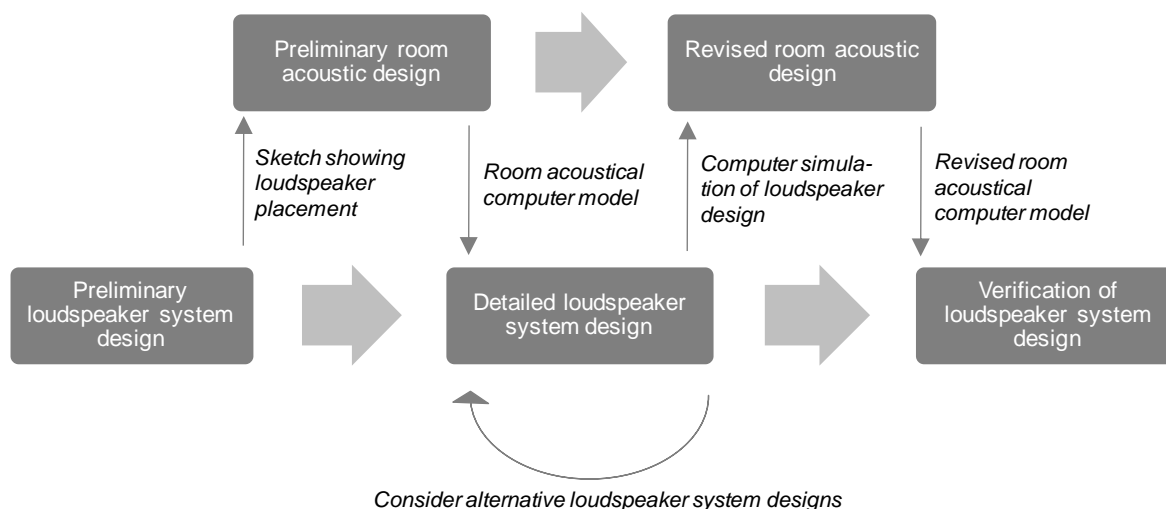 Preliminary room
acoustic design
Revised room acoustic
design
Sketch showing
loudspeaker
placement
Room acoustical
computer model
Computer simula-
tion of loudspeaker
design
Revised room
acoustical
computer model
Preliminary
loudspeaker system
design
Detailed loudspeaker
system design
Verification of
loudspeaker system
design
Consider alternative loudspeaker system designs